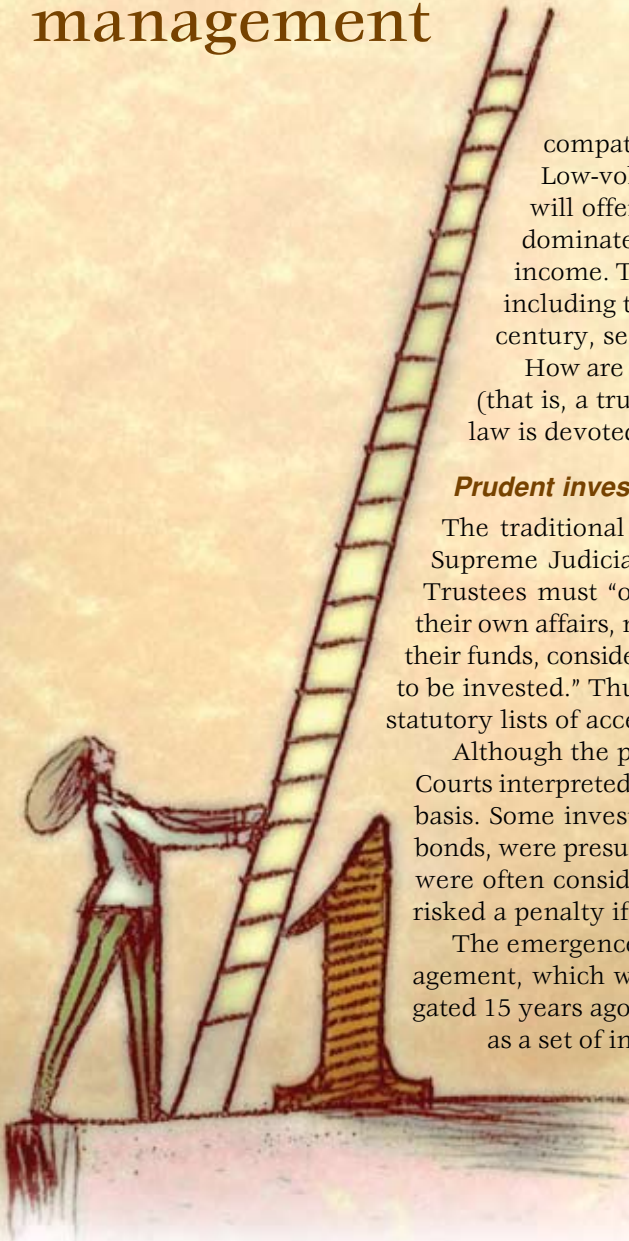 management
compat
Low-vol
will offe
dominate
income. T
including t
century, se
How are
(that is, a tru
law is devoted
Prudent inves
The traditional
Supreme Judicia
Trustees must “o
their own affairs, r
their funds, conside
to be invested.” Thu
statutory lists of acce
Although the p
Courts interpreted
basis. Some invest
bonds, were presu
were often consid
risked a penalty if
The emergence
agement, which w
gated 15 years ago
as a set of in
1